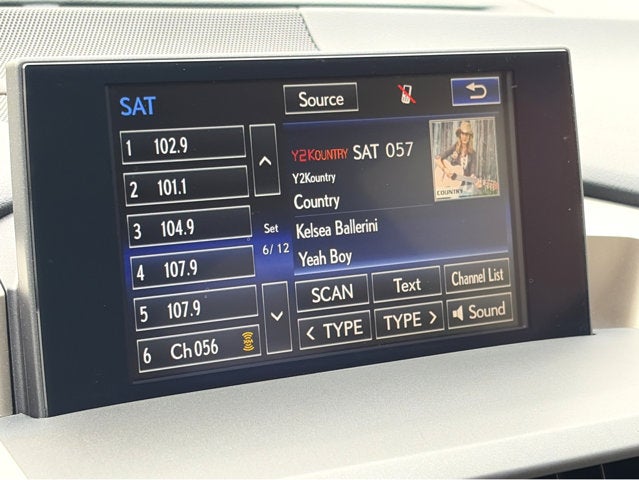 SAT
Source
1 102.9
2 101.1
3 104.9
4 107.9
5 107.9
6 Ch056
Set
6/12
Y2KOUNTRY SAT 057
Y2Kountry
Country
Kelsea Ballerini
Yeah Boy
COUNTRY
SCAN
Text
Channel List
< TYPE
TYPE >
Sound